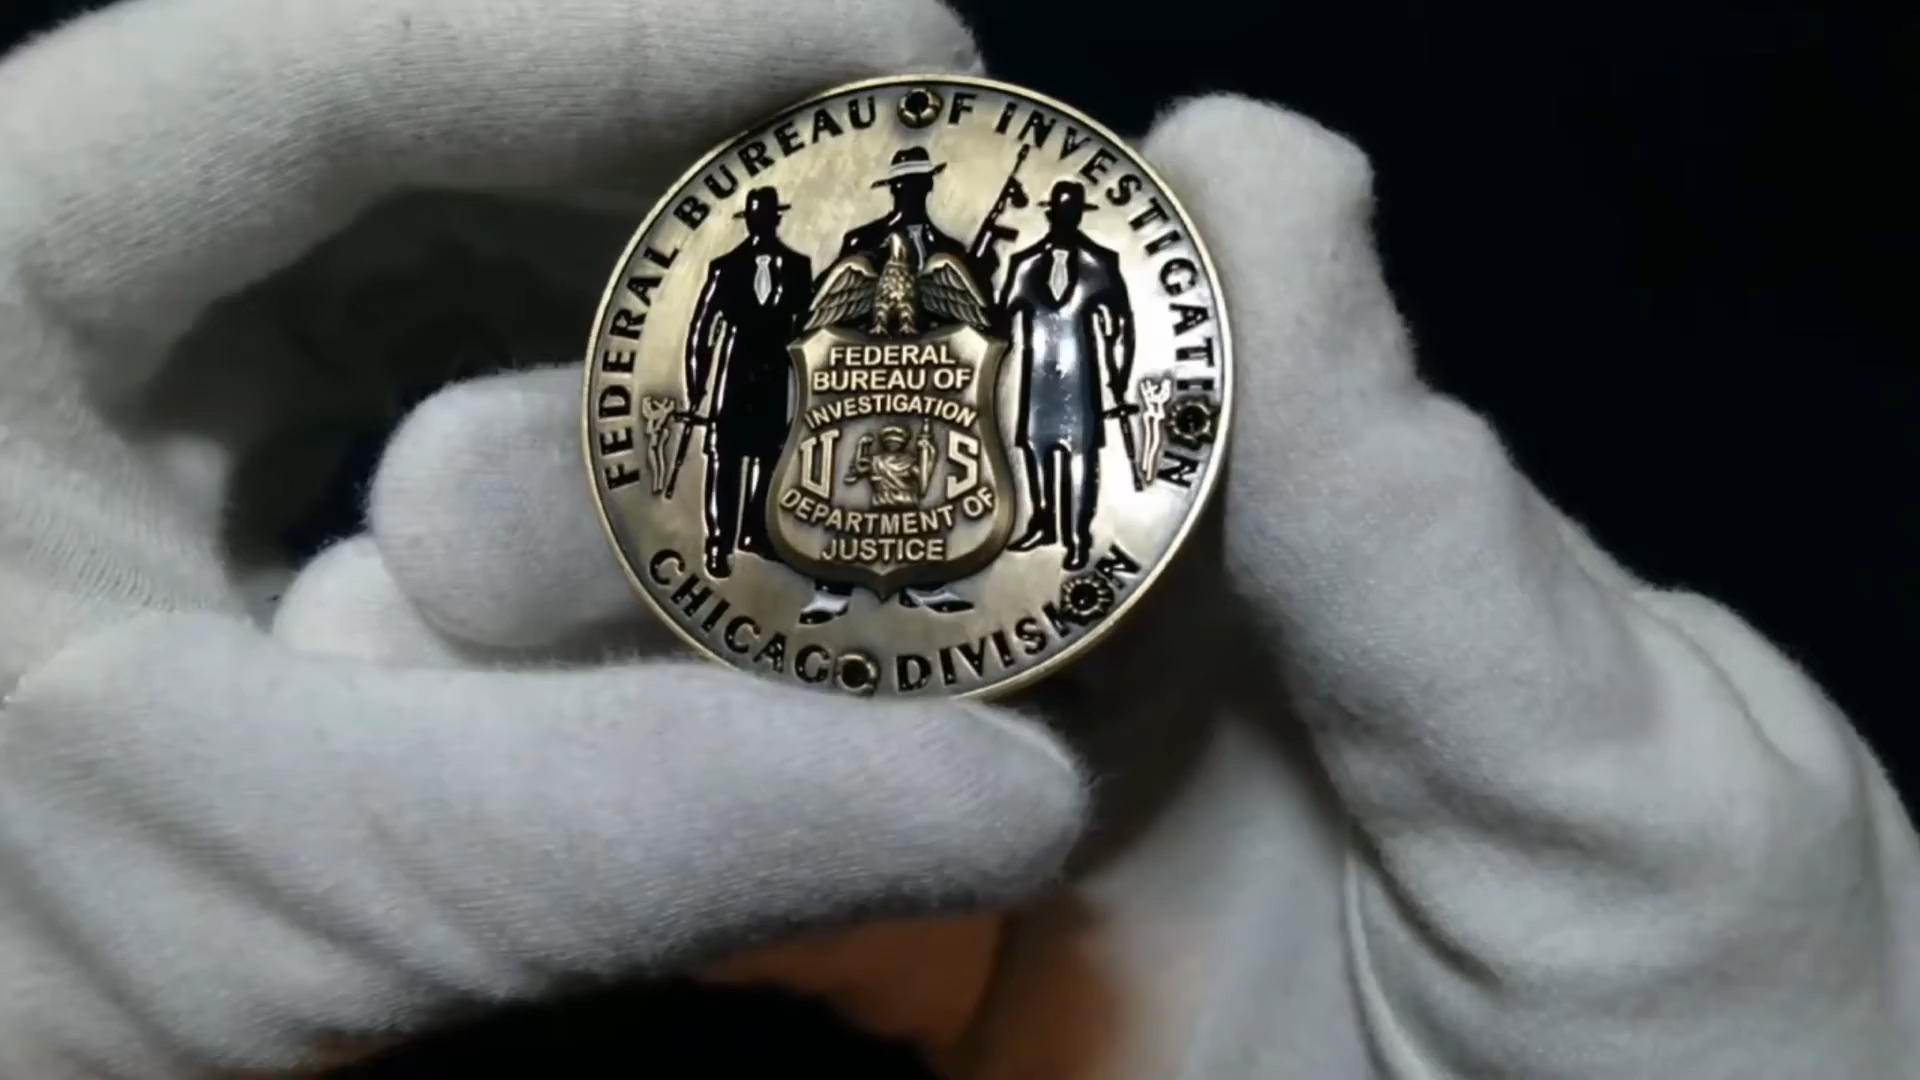 FEDERAL BUREAU OF INVESTIGATION
FEDERAL
BUREAU OF
INVESTIGATION
U S
DEPARTMENT OF
JUSTICE
CHICAGO DIVISION